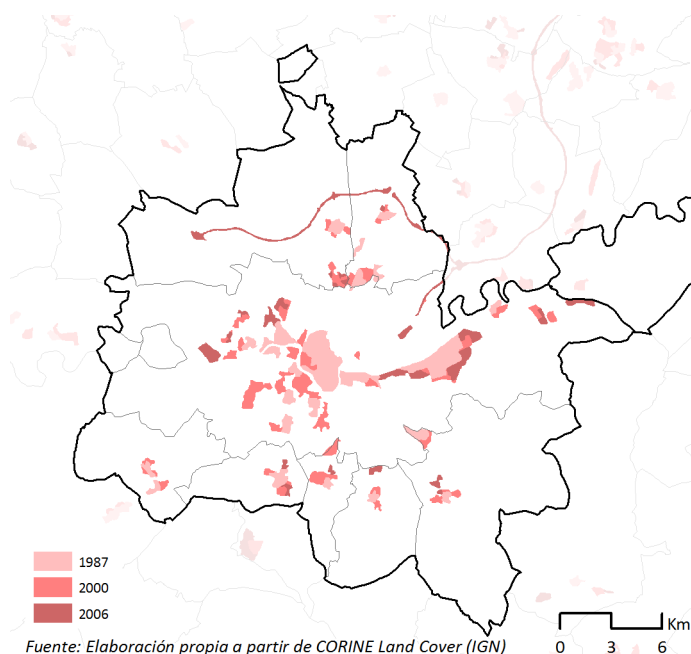 1987
2000
2006
0 3 6 Km
Fuente: Elaboración propia a partir de CORINE Land Cover (IGN)